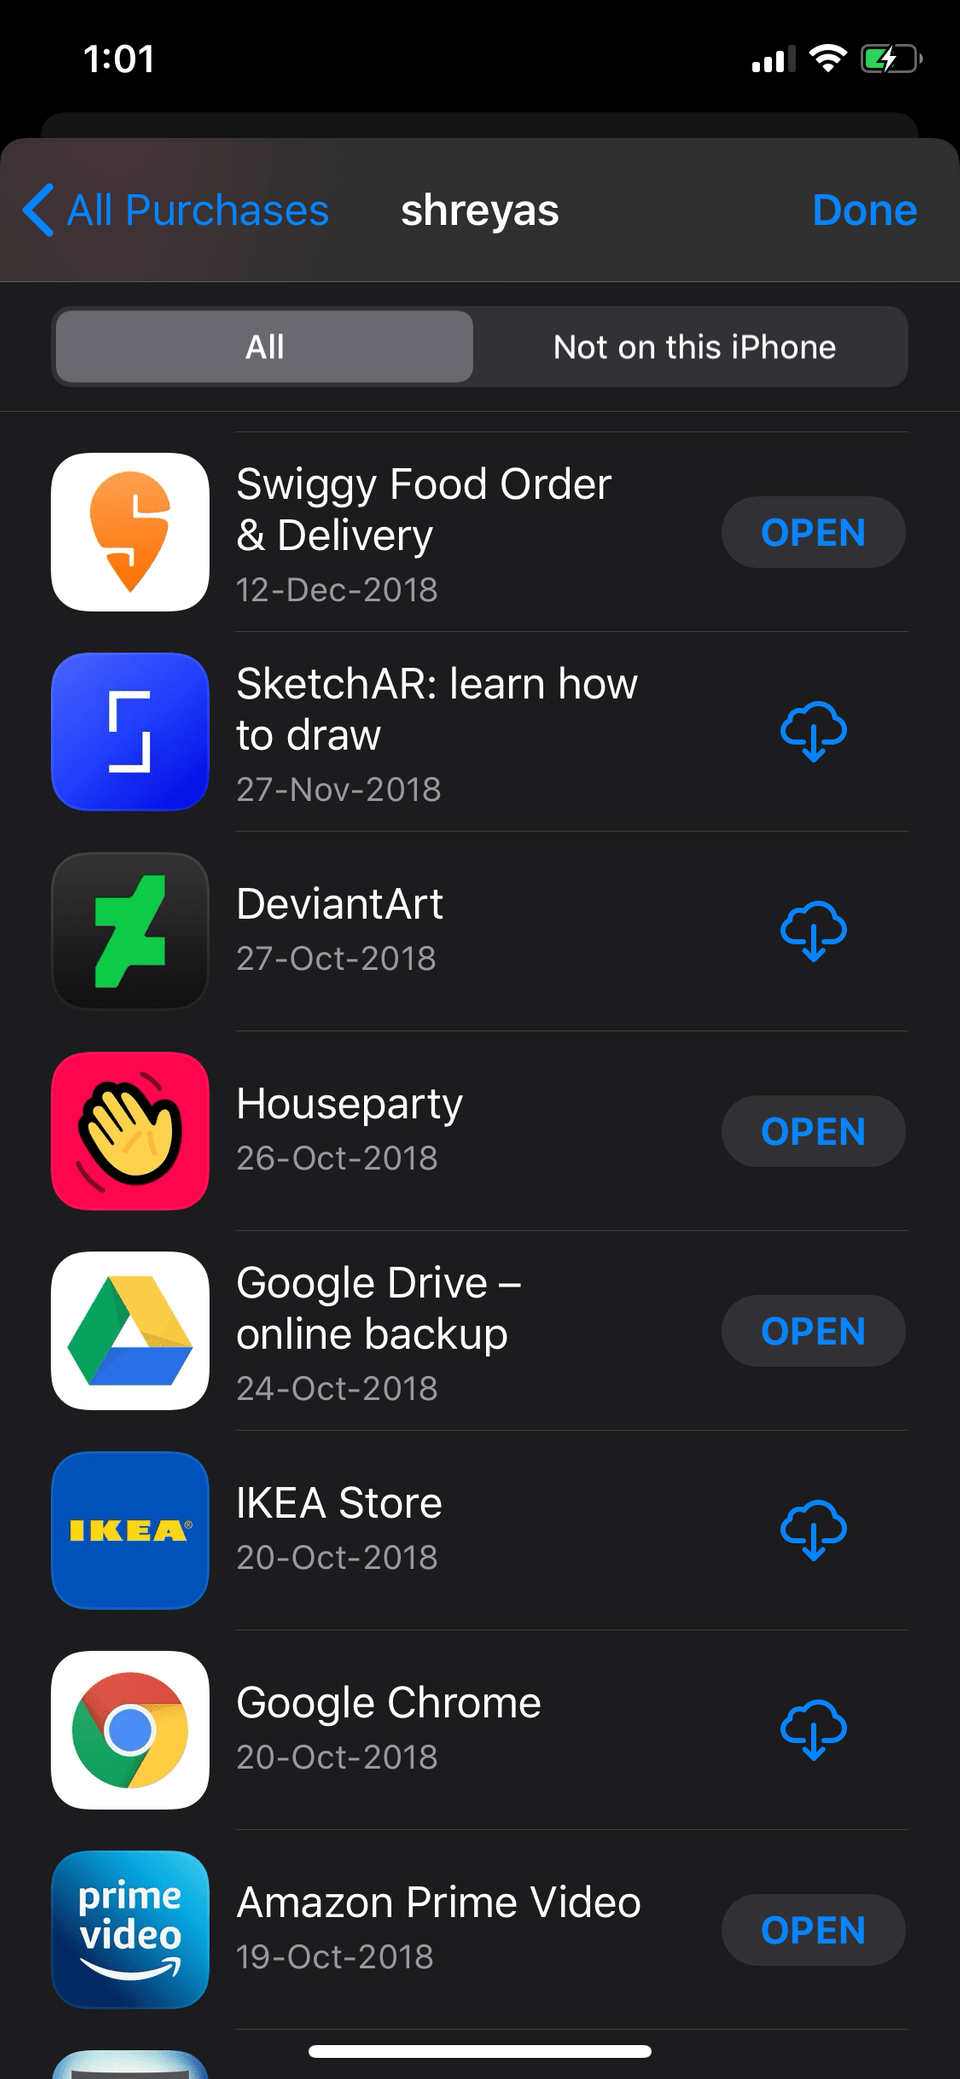 1:01
All Purchases shreyas Done
All Not on this iPhone
Swiggy Food Order
& Delivery
OPEN
12-Dec-2018
SketchAR: learn how
to draw
27-Nov-2018
DeviantArt
27-Oct-2018
Houseparty
OPEN
26-Oct-2018
Google Drive –
online backup
OPEN
24-Oct-2018
IKEA®
IKEA Store
20-Oct-2018
Google Chrome
20-Oct-2018
prime
video
Amazon Prime Video
OPEN
19-Oct-2018